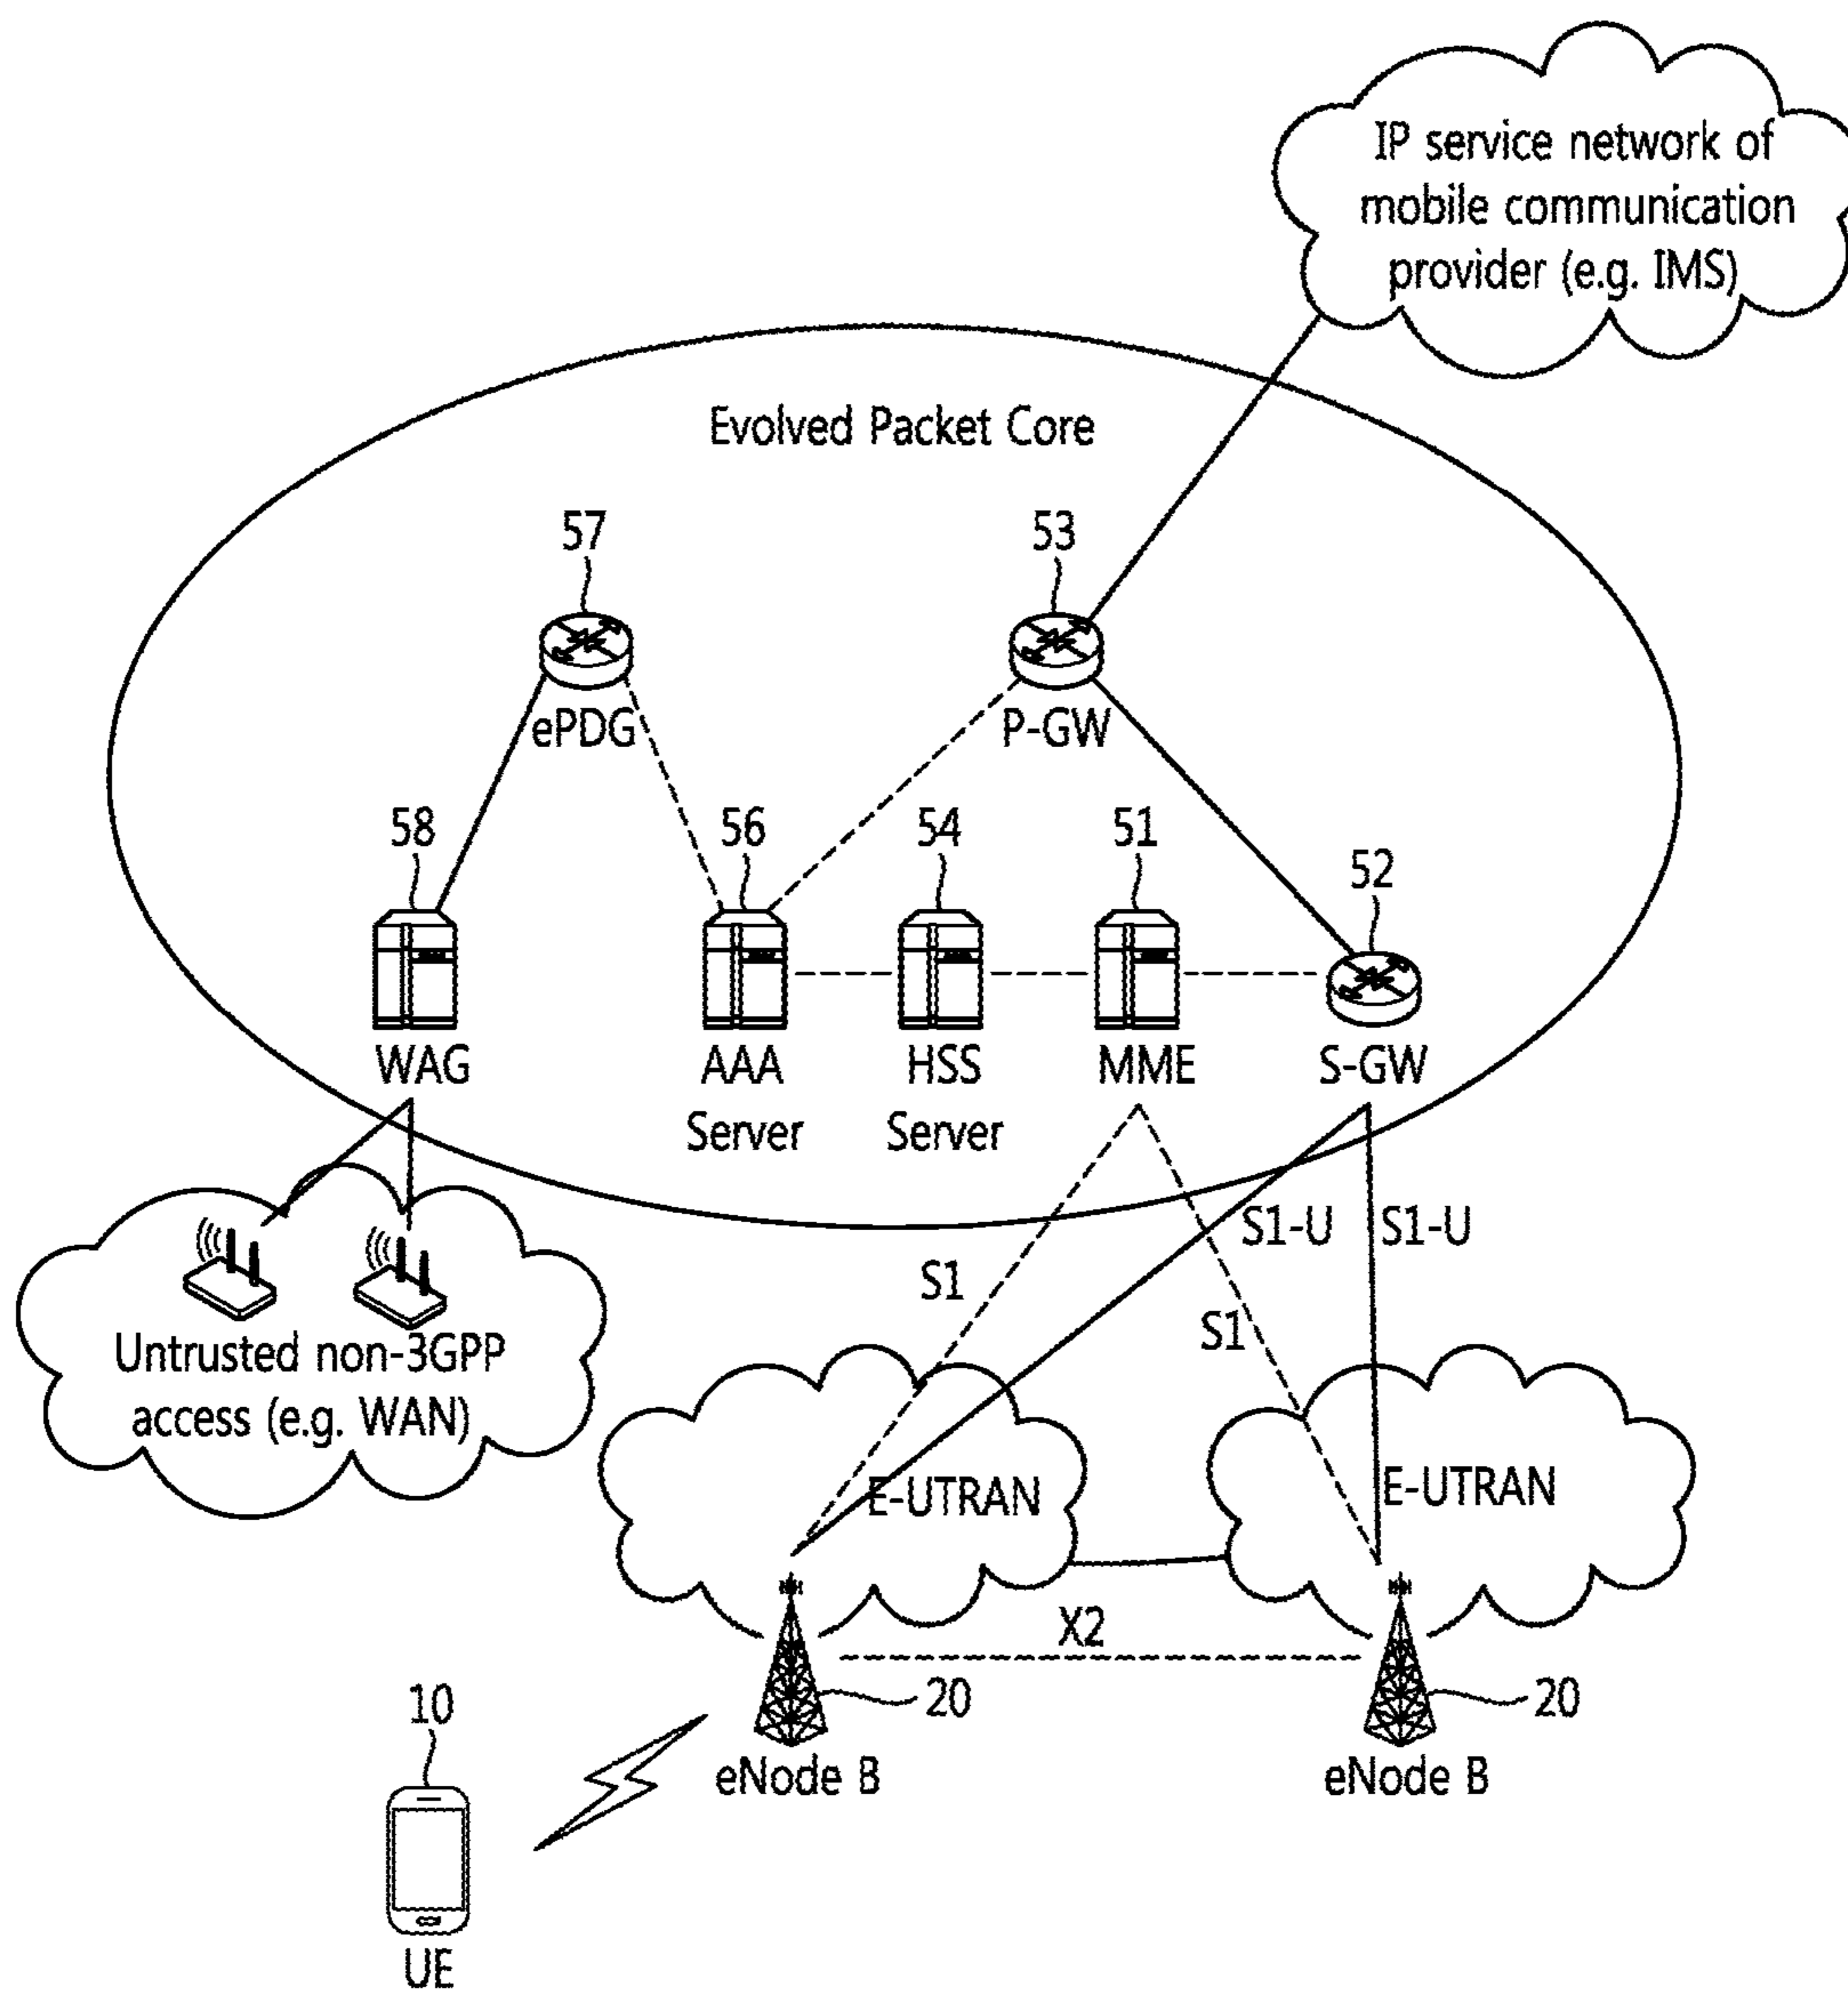 IP service network of
mobile communication
provider (e.g. IMS)
Evolved Packet Core
57
53
ePDG
P-GW
58
56
54
51
52
WAG
AAA
Server
HSS
Server
MME
S-GW
S1-U
S1-U
S1
S1
Untrusted non-3GPP
access (e.g. WAN)
E-UTRAN
E-UTRAN
X2
20
20
10
eNode B
eNode B
UE